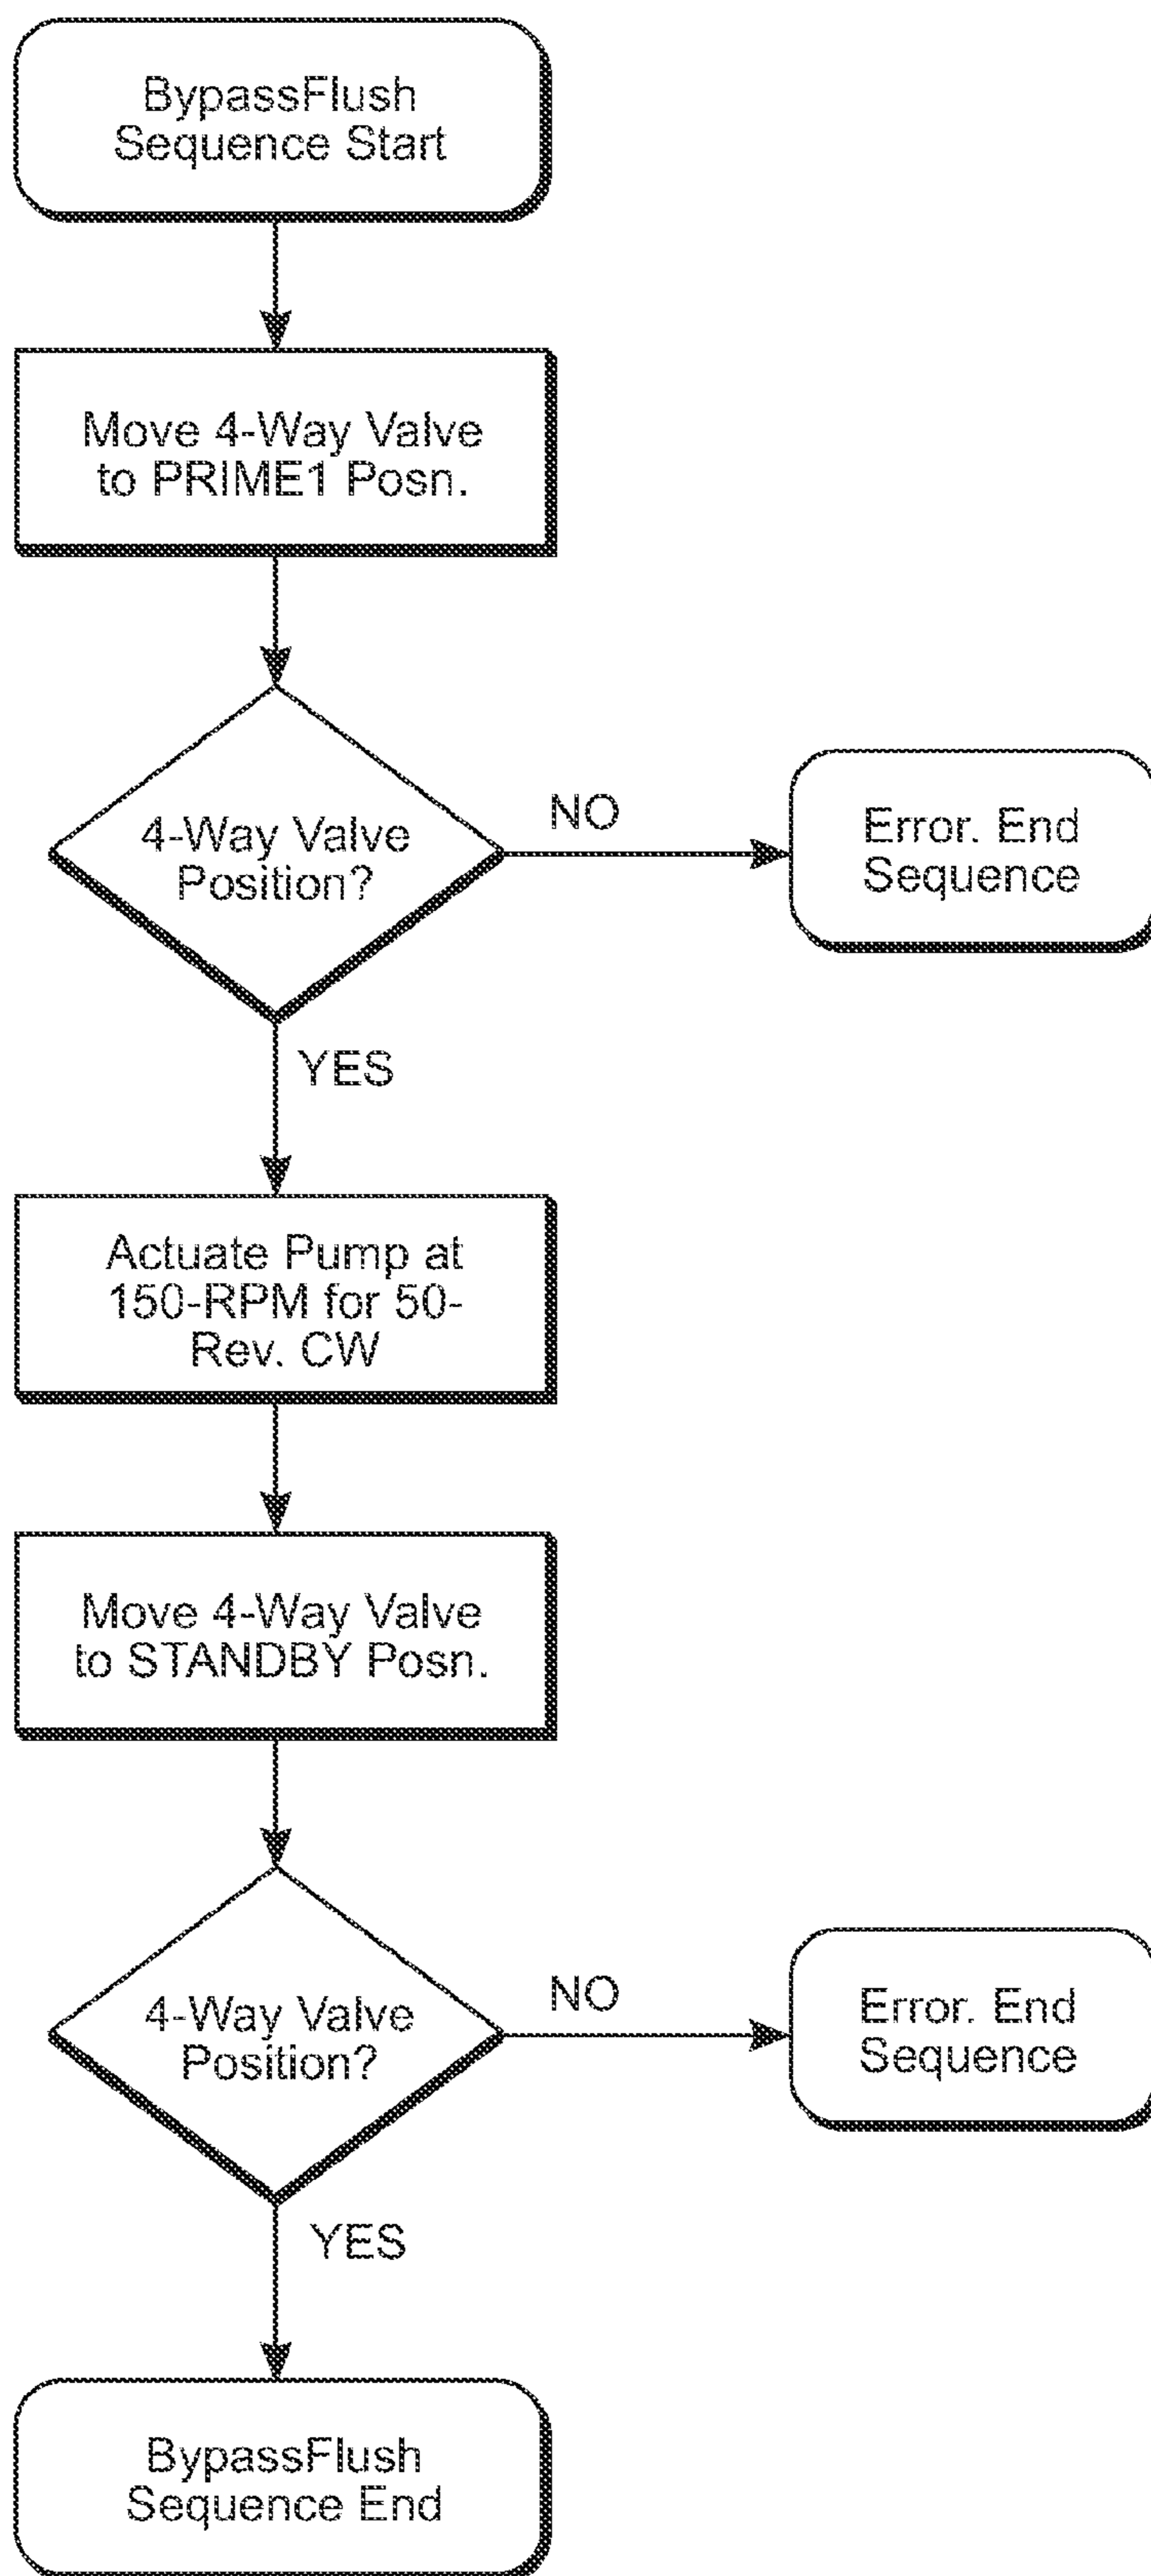 BypassFlush
Sequence Start
Move 4-Way Valve
to PRIME1 Posn.
4-Way Valve
Position?
NO
Error. End
Sequence
YES
Actuate Pump at
150-RPM for 50-
Rev. CW
Move 4-Way Valve
to STANDBY Posn.
4-Way Valve
Position?
NO
Error. End
Sequence
YES
BypassFlush
Sequence End